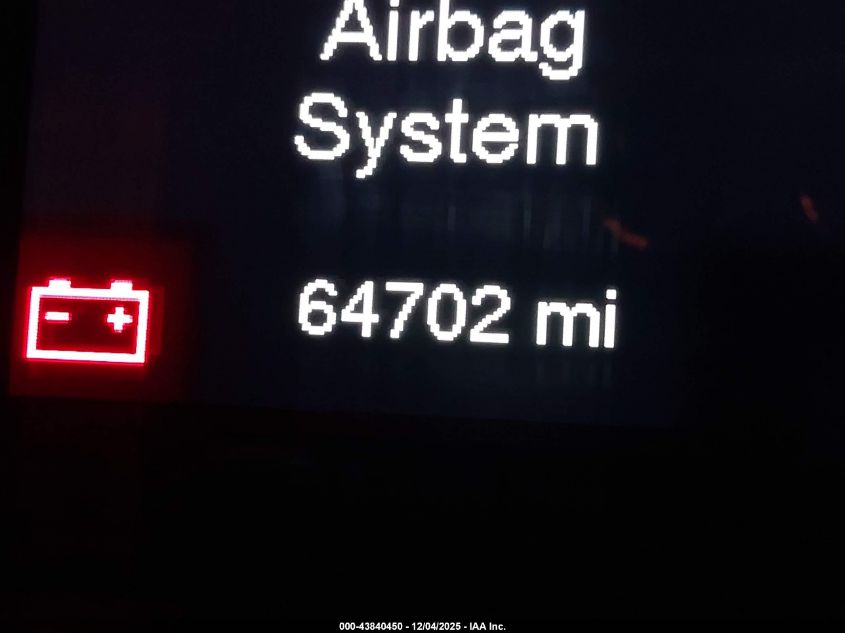 Airbag
System
64702 mi
000-43840450 - 12/04/2025 - IAA Inc.